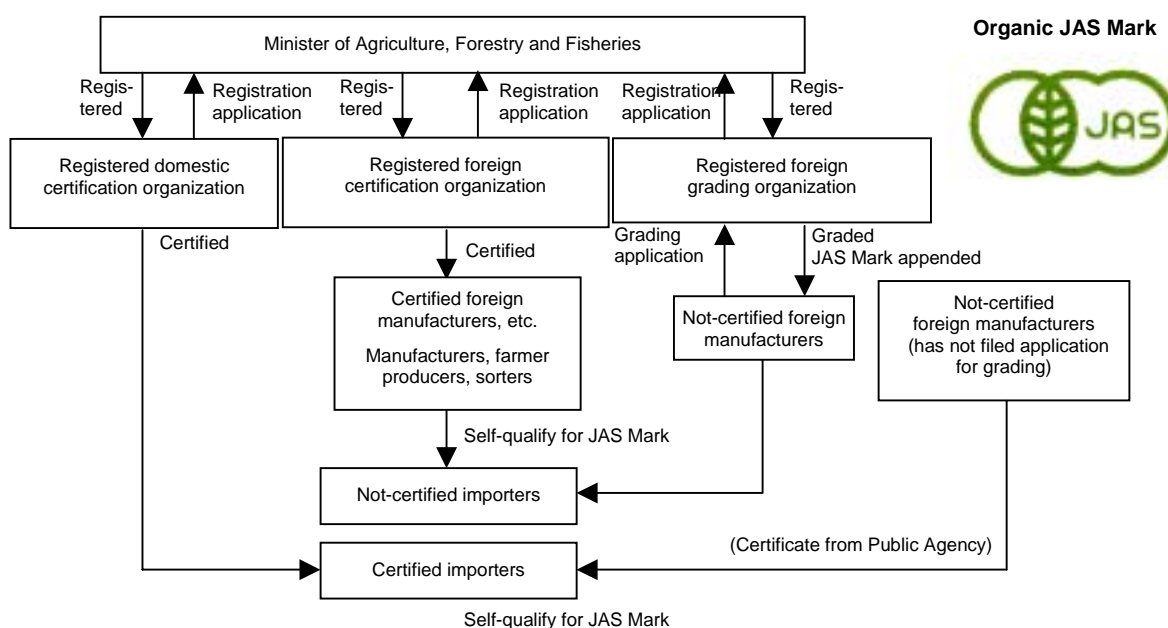 Organic JAS Mark
Minister of Agriculture, Forestry and Fisheries
JAS
Regis-
tered
Registration
application
Regis-
tered
Registration
application
Registration
application
Regis-
tered
Registered domestic
certification organization
Registered foreign
certification organization
Registered foreign
grading organization
Certified
Certified
Grading
application
Graded
JAS Mark appended
Certified foreign
manufacturers, etc.
Manufacturers, farmer
producers, sorters
Not-certified foreign
manufacturers
Not-certified
foreign manufacturers
(has not filed application
for grading)
Self-qualify for JAS Mark
Not-certified importers
(Certificate from Public Agency)
Certified importers
Self-qualify for JAS Mark